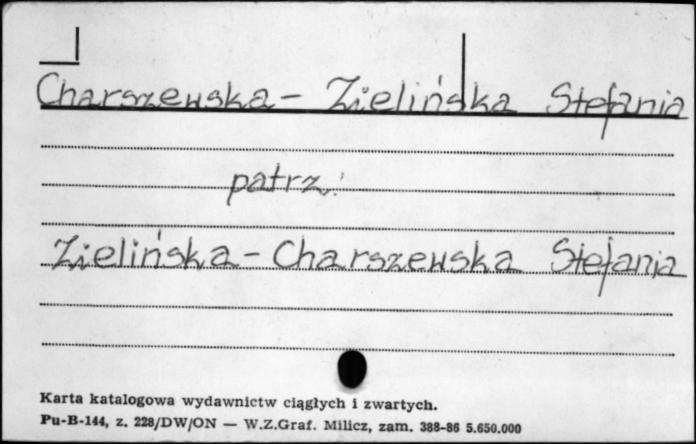 Charszewska - Zielińska Stefania
patrz:
Zielińska - Charszewska Stefania
Karta katalogowa wydawnictw ciągłych i zwartych.
Pu-B-144, z. 228/DW/ON — W.Z.Graf. Milicz, zam. 388-86 5.650.000